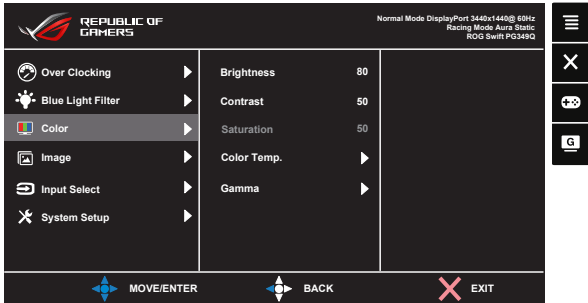 REPUBLIC OF
GAMERS
Normal Mode DisplayPort 3440x1440@ 60Hz
Racing Mode Aura Static
ROG Swift PG349Q
Over Clocking
Blue Light Filter
Color
Image
Input Select
System Setup
Brightness 80
Contrast 50
Saturation 50
Color Temp.
Gamma
G
MOVE/ENTER
BACK
EXIT